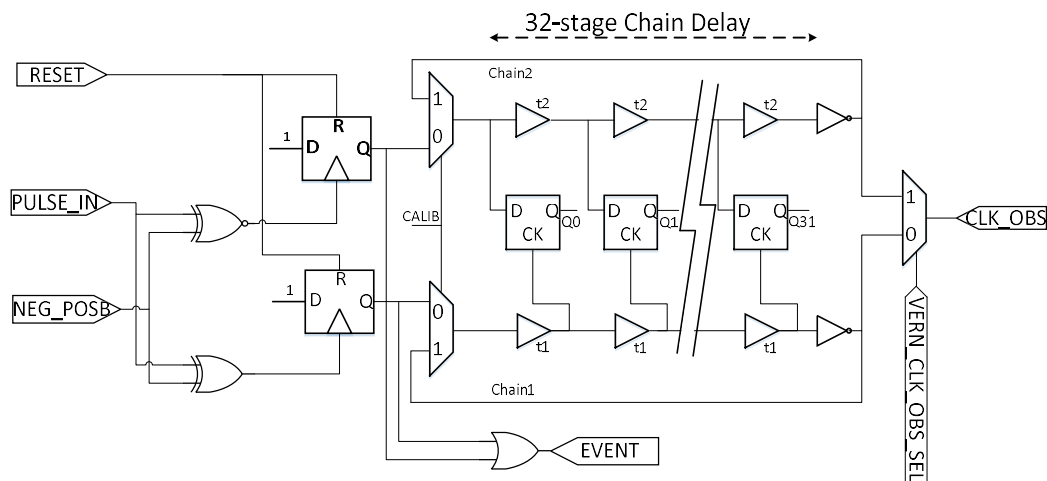 32-stage Chain Delay
RESET
Chain2
1
0
t2
t2
t2
R
1
D
Q
PULSE_IN
CALIB
D
Q
CK
Q0
D
Q
CK
Q1
D
Q
CK
Q31
1
0
CLK_OBS
NEG_POSB
R
1
D
Q
0
1
t1
t1
t1
Chain1
EVENT
VERN_CLK_OBS_SEL